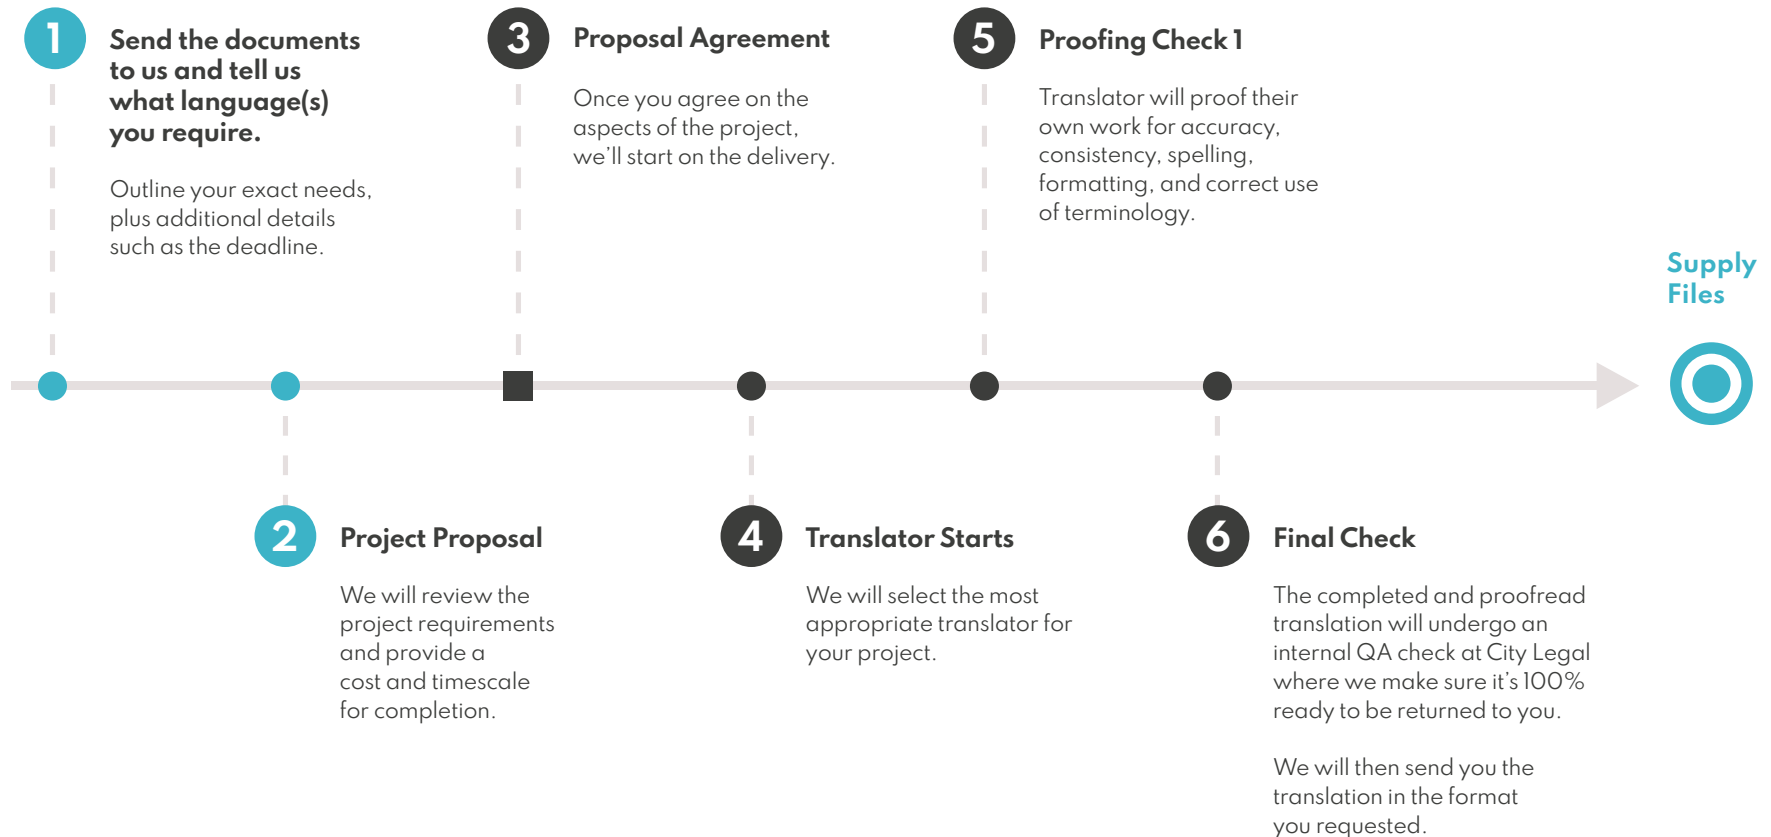 1
Send the documents
to us and tell us
what language(s)
you require.
Outline your exact needs,
plus additional details
such as the deadline.
2
Project Proposal
We will review the
project requirements
and provide a
cost and timescale
for completion.
3
Proposal Agreement
Once you agree on the
aspects of the project,
we'll start on the delivery.
4
Translator Starts
We will select the most
appropriate translator for
your project.
5
Proofing Check 1
Translator will proof their
own work for accuracy,
consistency, spelling,
formatting, and correct use
of terminology.
6
Final Check
The completed and proofread
translation will undergo an
internal QA check at City Legal
where we make sure it's 100%
ready to be returned to you.
We will then send you the
translation in the format
you requested.
Supply
Files